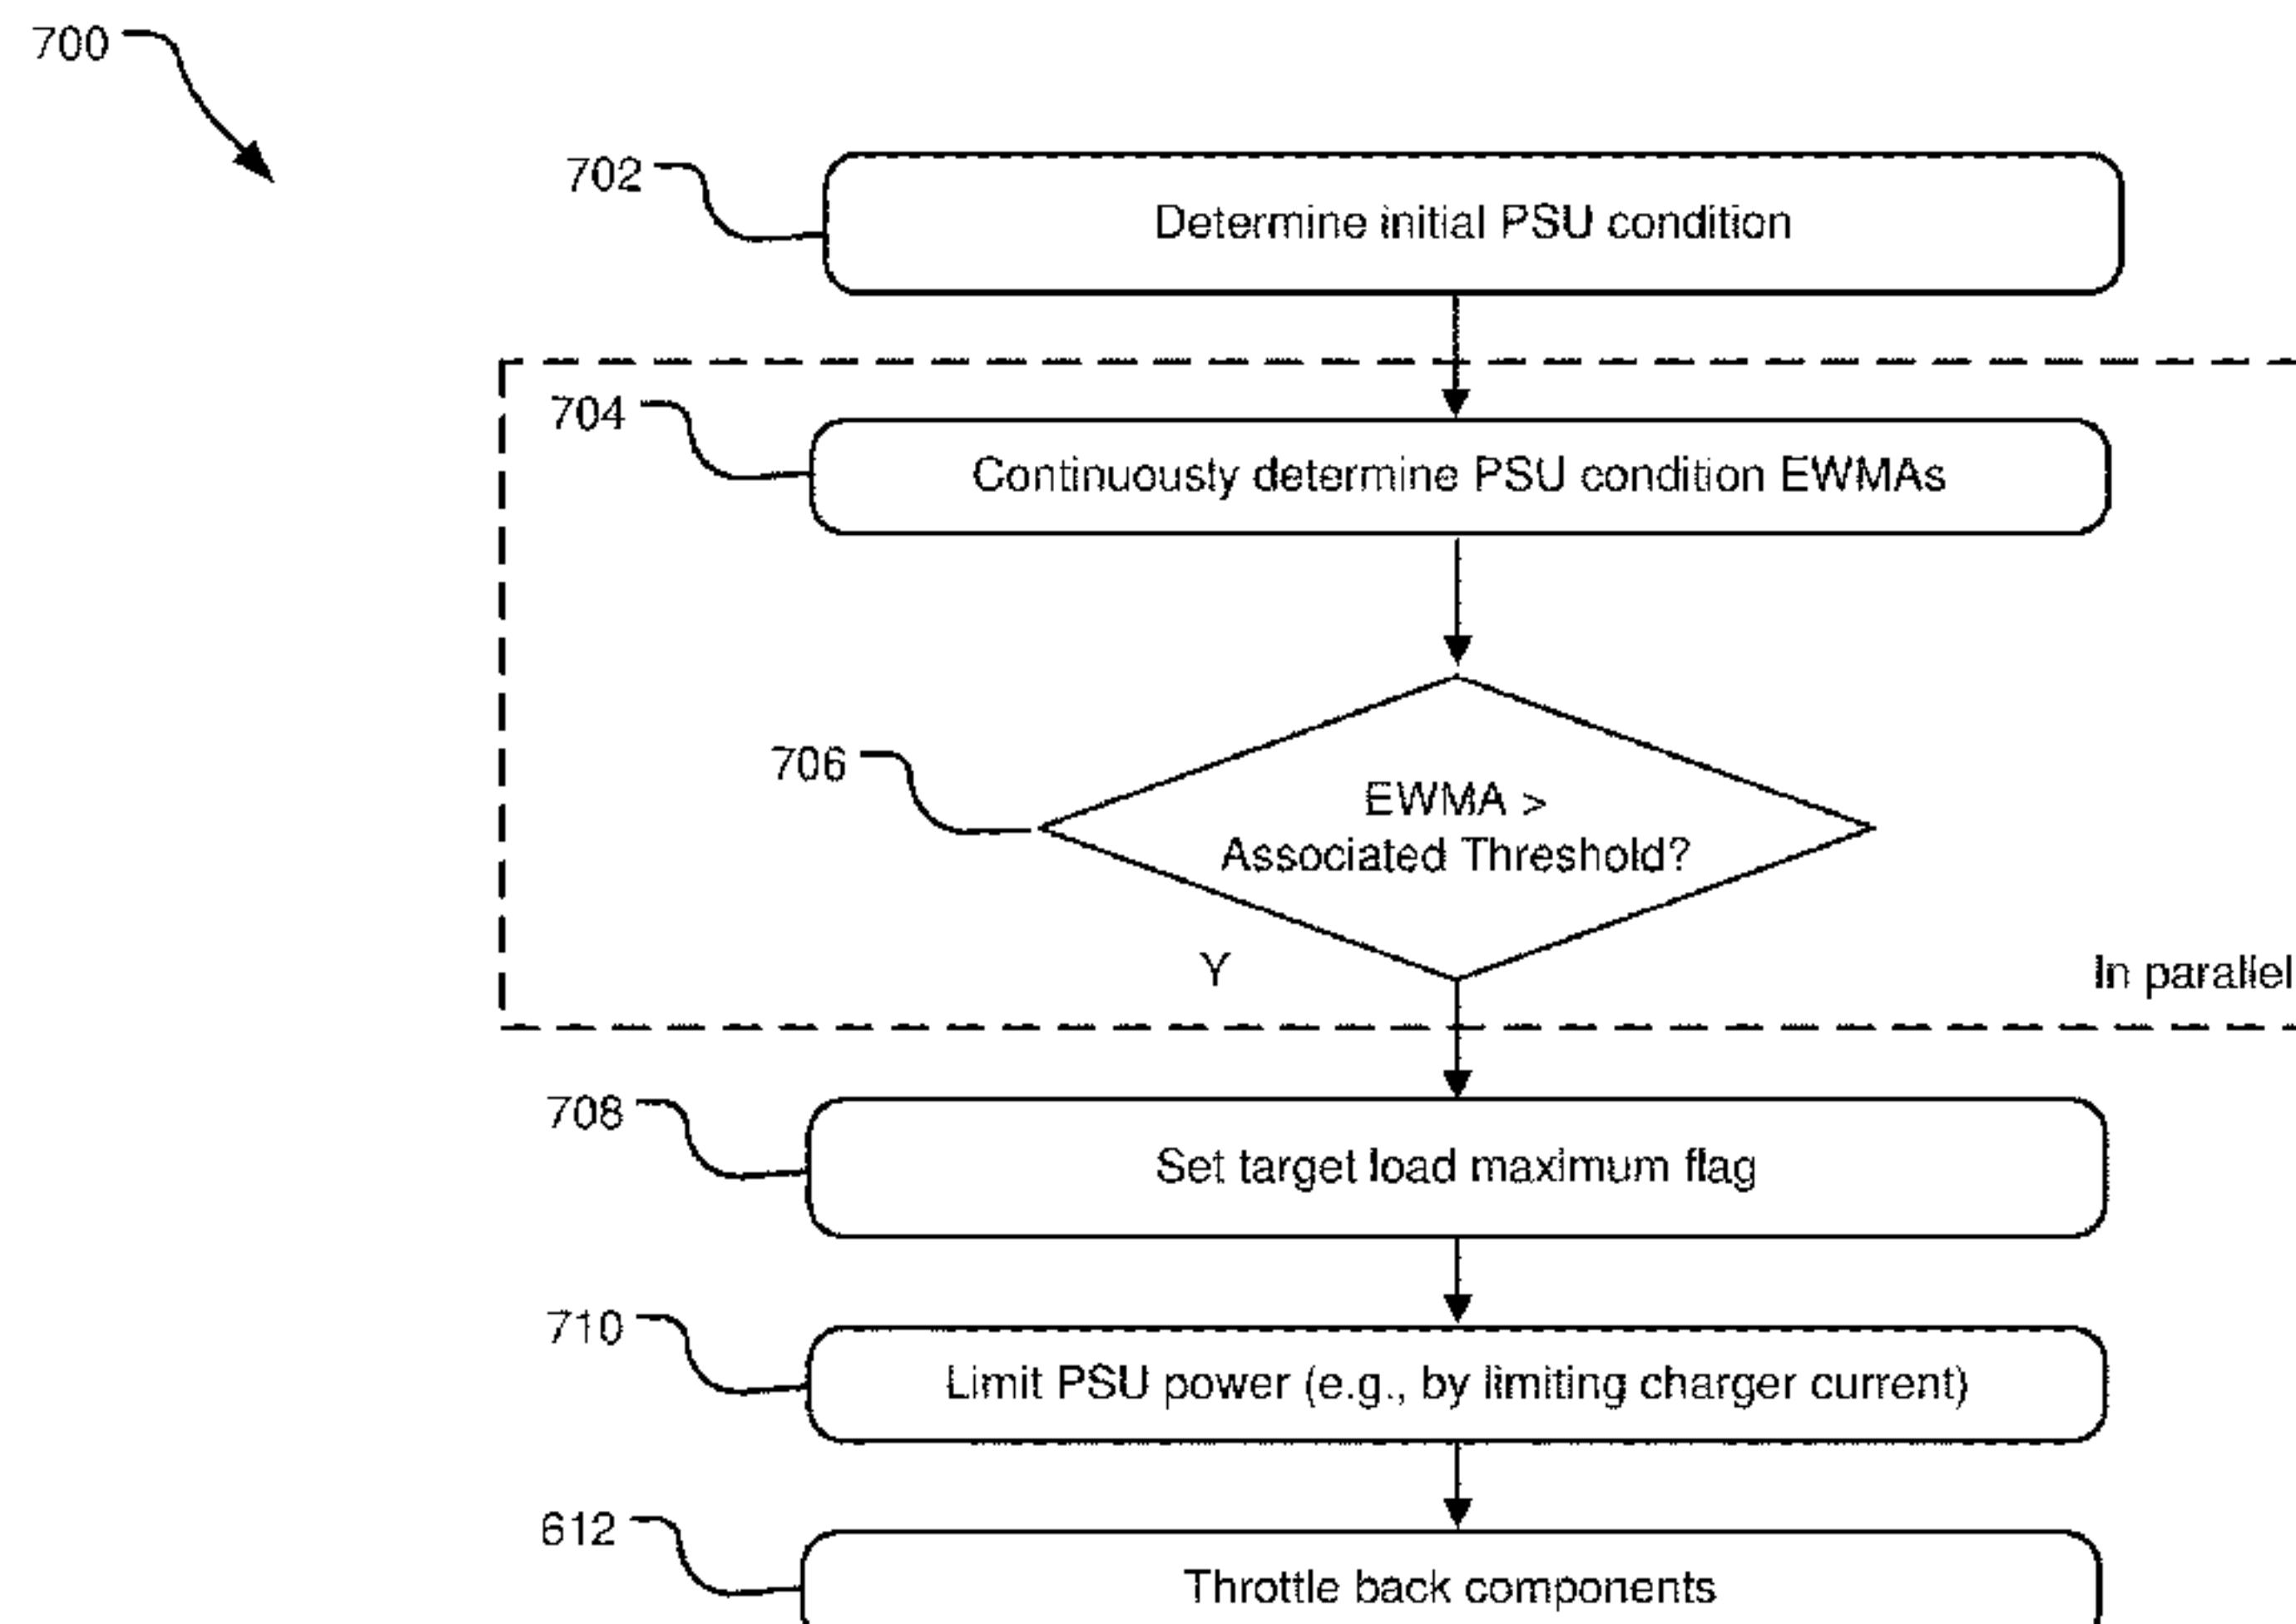 700
702
Determine initial PSU condition
704
Continuously determine PSU condition EWMAs
706
EWMA >
Associated Threshold?
Y
In parallel
708
Set target load maximum flag
710
Limit PSU power (e.g., by limiting charger current)
612
Throttle back components